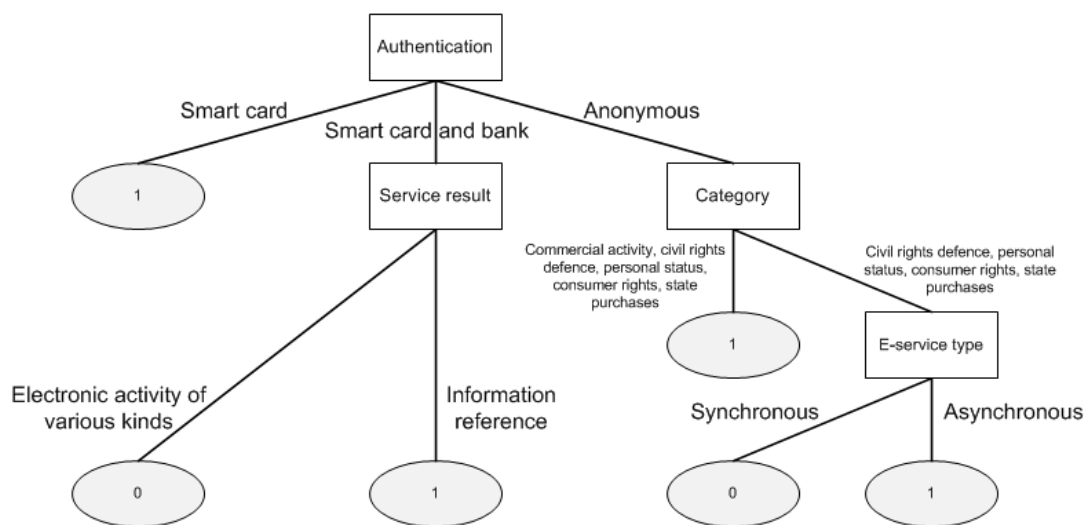 Authentication
Smart card
Smart card and bank
Anonymous
1
Service result
Category
Commercial activity, civil rights
defence, personal status,
consumer rights, state
purchases
Civil rights defence, personal
status, consumer rights, state
purchases
1
E-service type
Electronic activity of
various kinds
Information
reference
Synchronous
Asynchronous
0
1
0
1